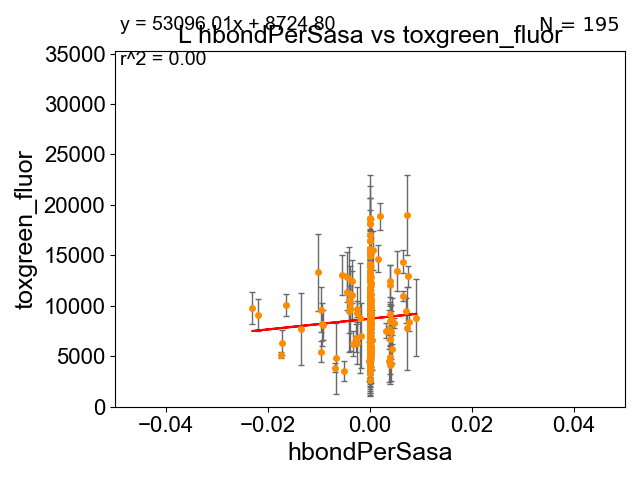 y = 53096.01x + 8724.80
N = 195
L hbondPerSasa vs toxgreen_fluor
r^2 = 0.00
35000
30000
25000
20000
15000
10000
5000
0
toxgreen_fluor
−0.04
−0.02
0.00
0.02
0.04
hbondPerSasa